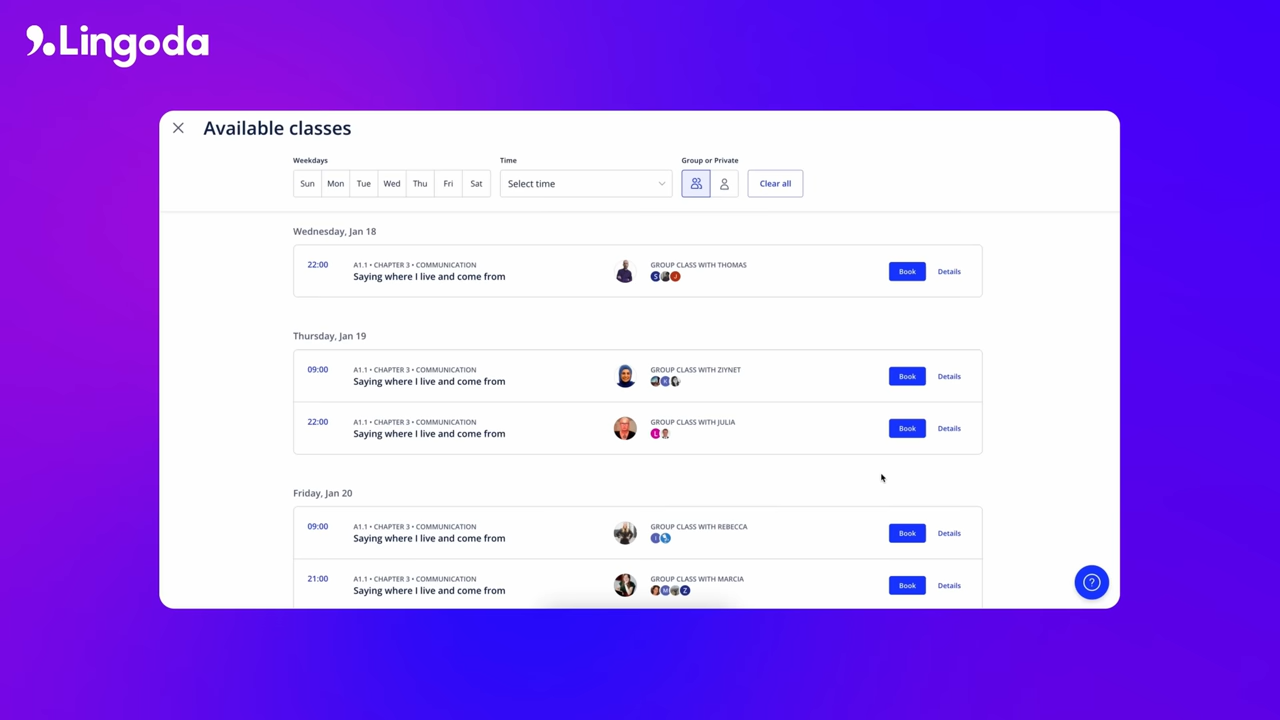 Lingoda
Available classes
Weekdays
Time
Group or Private
Sun Mon Tue Wed Thu Fri Sat
Select time
Clear all
Wednesday, Jan 18
22:00
A1.1 • CHAPTER 3 • COMMUNICATION
Saying where I live and come from
GROUP CLASS WITH THOMAS
S J
Book
Details
Thursday, Jan 19
09:00
A1.1 • CHAPTER 3 • COMMUNICATION
Saying where I live and come from
GROUP CLASS WITH ZIYNET
Book
Details
22:00
A1.1 • CHAPTER 3 • COMMUNICATION
Saying where I live and come from
GROUP CLASS WITH JULIA
L
Book
Details
Friday, Jan 20
09:00
A1.1 • CHAPTER 3 • COMMUNICATION
Saying where I live and come from
GROUP CLASS WITH REBECCA
I
Book
Details
21:00
A1.1 • CHAPTER 3 • COMMUNICATION
Saying where I live and come from
GROUP CLASS WITH MARCIA
M Z
Book
Details
?